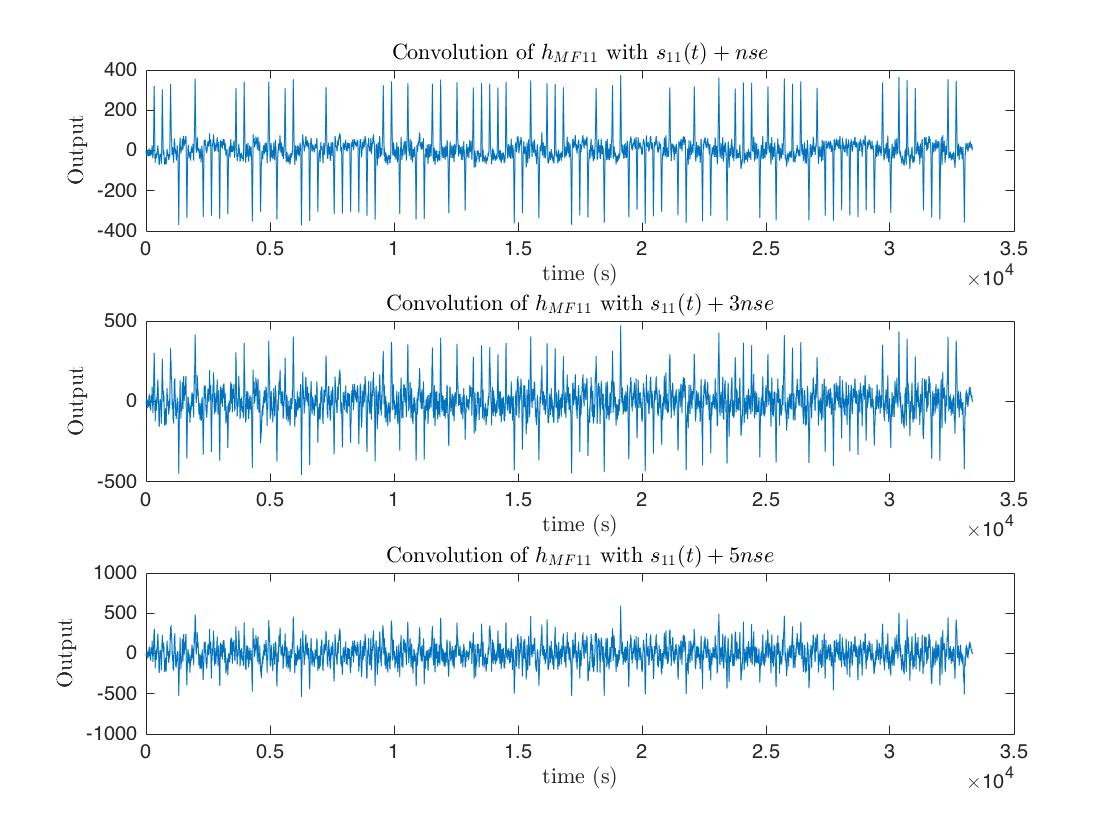 Convolution of h_{MF11} with s_{11}(t) + nse
400
200
0
-200
-400
Output
0 0.5 1 1.5 2 2.5 3 3.5
time (s)
×10^4
Convolution of h_{MF11} with s_{11}(t) + 3nse
500
0
-500
Output
0 0.5 1 1.5 2 2.5 3 3.5
time (s)
×10^4
Convolution of h_{MF11} with s_{11}(t) + 5nse
1000
500
0
-500
-1000
Output
0 0.5 1 1.5 2 2.5 3 3.5
time (s)
×10^4